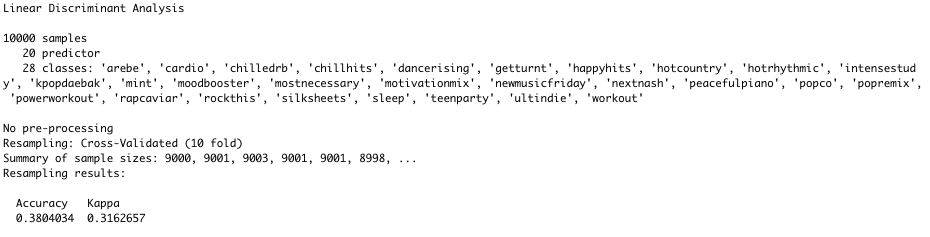 Linear Discriminant Analysis
10000 samples
20 predictor
28 classes: 'arebe', 'cardio', 'chilledrb', 'chillhits', 'dancerising', 'getturnt', 'happyhits', 'hotcountry', 'hotrhythmic', 'intensestud
y', 'kpopdaebak', 'mint', 'moodbooster', 'mostnecessary', 'motivationmix', 'newmusicfriday', 'nextnash', 'peacefulpiano', 'popco', 'popremix',
'powerworkout', 'rapcaviar', 'rockthis', 'silksheets', 'sleep', 'teenparty', 'ultindie', 'workout'
No pre-processing
Resampling: Cross-Validated (10 fold)
Summary of sample sizes: 9000, 9001, 9003, 9001, 9001, 8998, ...
Resampling results:
Accuracy Kappa
0.3804034 0.3162657